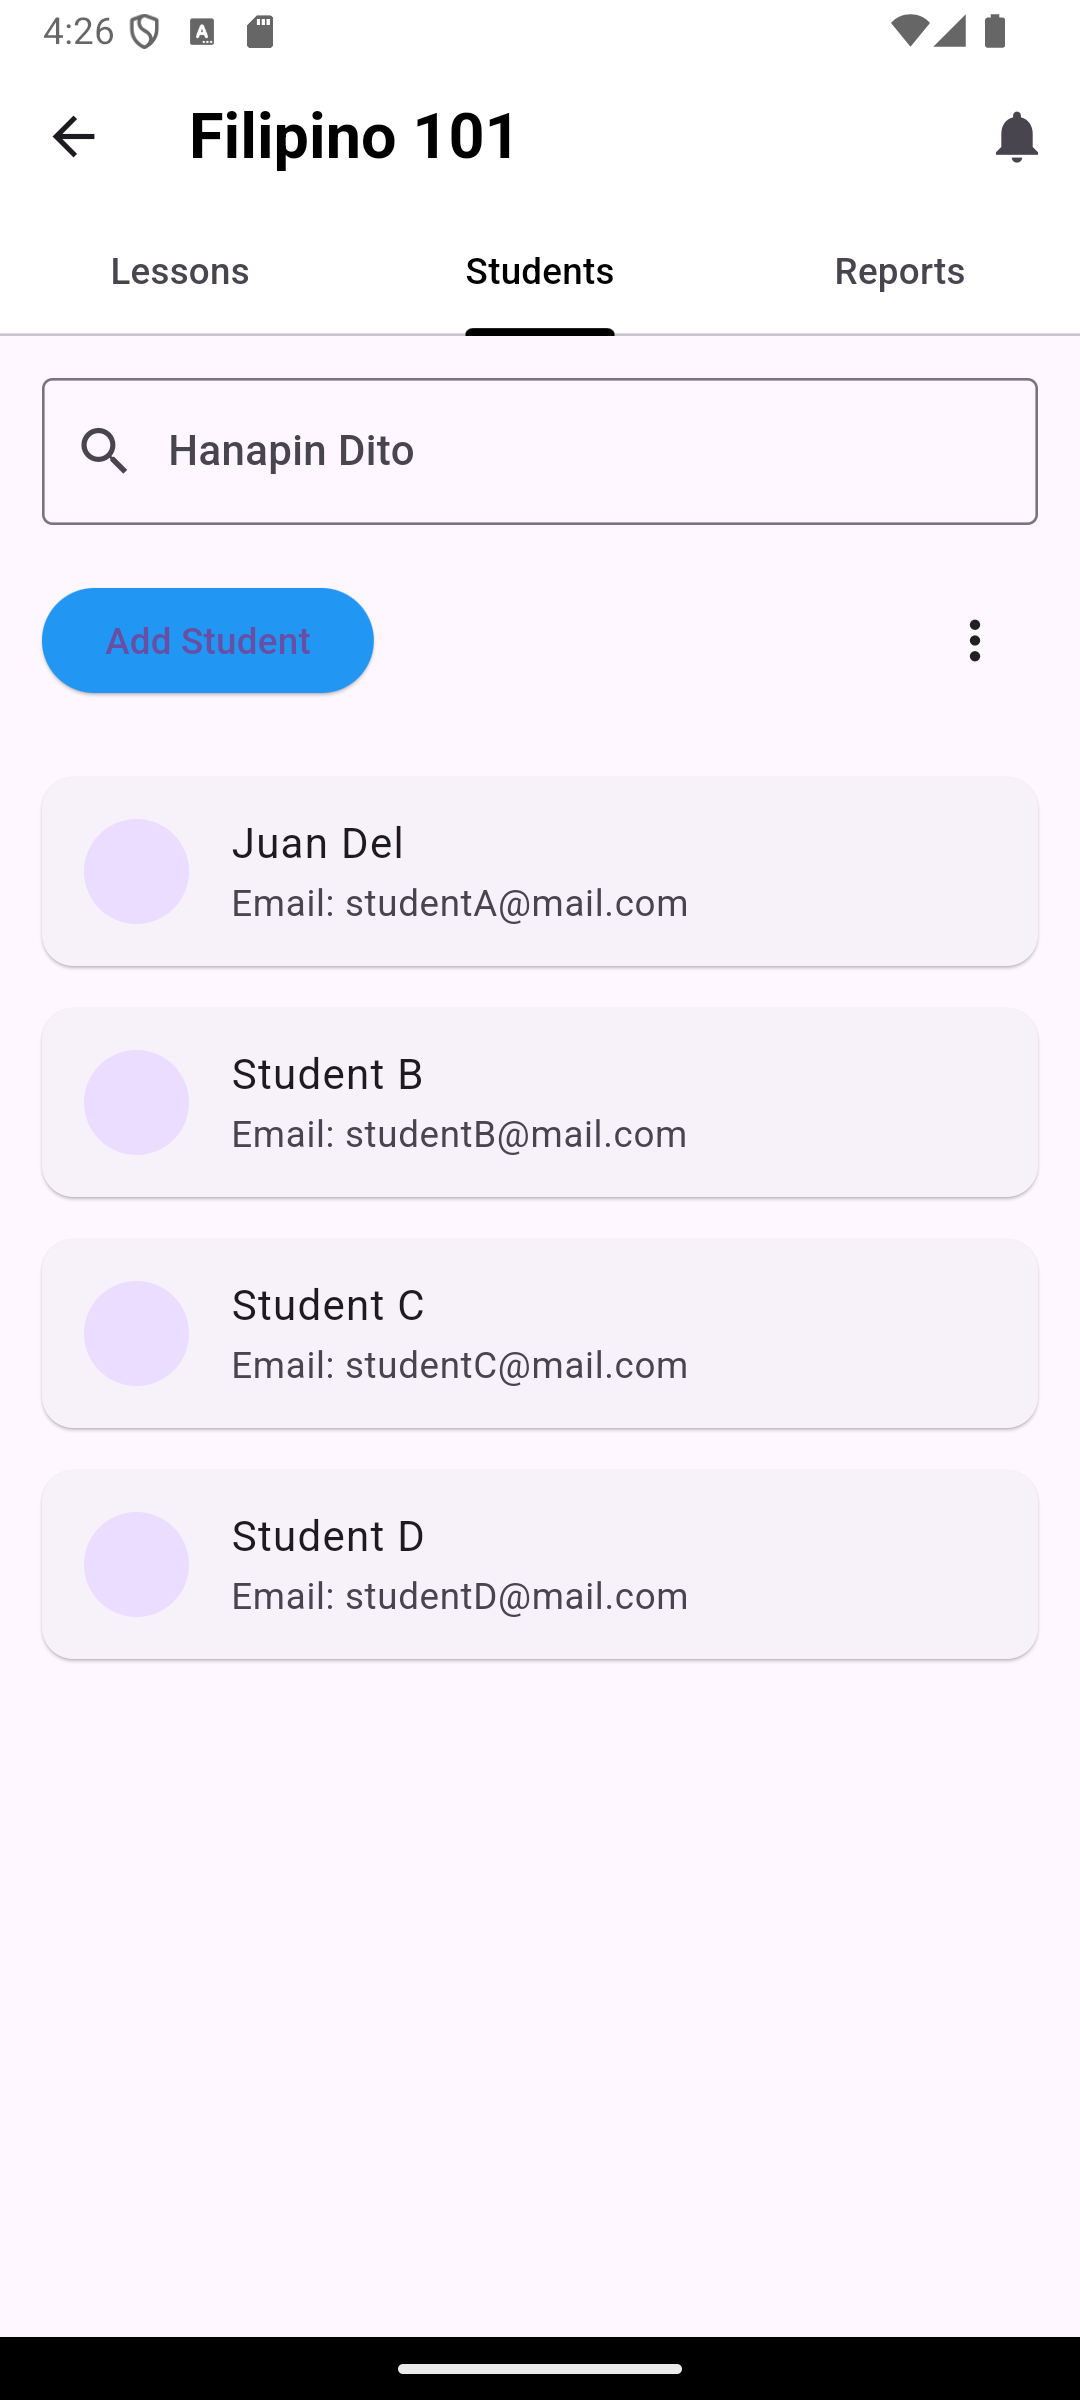 4:26
Filipino 101
Lessons Students Reports
Hanapin Dito
Add Student
Juan Del
Email: studentA@mail.com
Student B
Email: studentB@mail.com
Student C
Email: studentC@mail.com
Student D
Email: studentD@mail.com